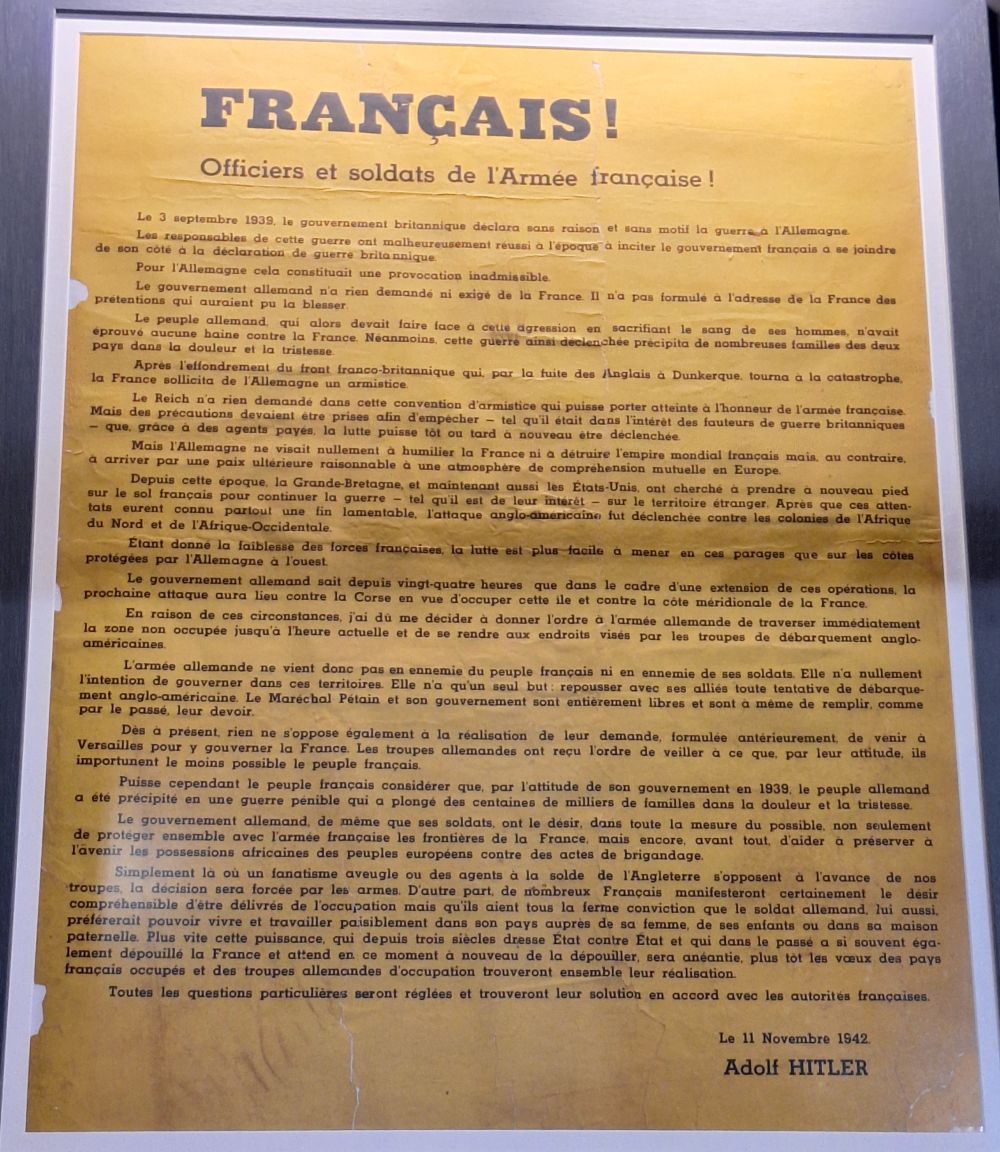 FRANÇAIS!
Officiers et soldats de l'Armée française!
Le 3 septembre 1939, le gouvernement britannique déclara sans raison et sans motif la guerre à l'Allemagne.
Les responsables de cette guerre ont malheureusement réussi à l'époque à inciter le gouvernement français a se joindre
de son côté à la déclaration de guerre britannique.
Pour l'Allemagne cela constituait une provocation inadmissible.
Le gouvernement allemand n'a rien demandé ni exigé de la France. Il n'a pas formulé à l'adresse de la France des
prétentions qui auraient pu la blesser.
Le peuple allemand, qui alors devait faire face à cette agression en sacrifiant le sang de ses hommes, n'avait
éprouvé aucune haine contre la France. Néanmoins, cette guerre ainsi déclenchée précipita de nombreuses familles des deux
pays dans la douleur et la tristesse.
Après l'effondrement du front franco-britannique qui, par la fuite des Anglais à Dunkerque, tourna à la catastrophe,
la France sollicita de l'Allemagne un armistice.
Le Reich n'a rien demandé dans cette convention d'armistice qui puisse porter atteinte à l'honneur de l'armée française.
Mais des précautions devaient être prises afin d'empêcher — tel qu'il était dans l'intérêt des fauteurs de guerre britanniques
— que, grâce à des agents payés, la lutte puisse tôt ou tard à nouveau être déclenchée.
Mais l'Allemagne ne visait nullement à humilier la France ni à détruire l'empire mondial français mais, au contraire,
à arriver par une paix ultérieure raisonnable à une atmosphère de compréhension mutuelle en Europe.
Depuis cette époque, la Grande-Bretagne, et maintenant aussi les États-Unis, ont cherché à prendre à nouveau pied
sur le sol français pour continuer la guerre — tel qu'il est de leur intérêt — sur le territoire étranger. Après que ces atten-
tats eurent connu partout une fin lamentable, l'attaque anglo-américaine fut déclenchée contre les colonies de l'Afrique
du Nord et de l'Afrique-Occidentale.
Étant donné la faiblesse des forces françaises, la lutte est plus facile à mener en ces parages que sur les côtes
protégées par l'Allemagne à l'ouest.
Le gouvernement allemand sait depuis vingt-quatre heures que dans le cadre d'une extension de ces opérations, la
prochaine attaque aura lieu contre la Corse en vue d'occuper cette île et contre la côte méridionale de la France.
En raison de ces circonstances, j'ai dû me décider à donner l'ordre à l'armée allemande de traverser immédiatement
la zone non occupée jusqu'à l'heure actuelle et de se rendre aux endroits visés par les troupes de débarquement anglo-
américaines.
L'armée allemande ne vient donc pas en ennemie du peuple français ni en ennemie de ses soldats. Elle n'a nullement
l'intention de gouverner dans ces territoires. Elle n'a qu'un seul but : repousser avec ses alliés toute tentative de débarque-
ment anglo-américaine. Le Maréchal Pétain et son gouvernement sont entièrement libres et sont à même de remplir, comme
par le passé, leur devoir.
Dès à présent, rien ne s'oppose également à la réalisation de leur demande, formulée antérieurement, de venir à
Versailles pour y gouverner la France. Les troupes allemandes ont reçu l'ordre de veiller à ce que, par leur attitude, ils
importunent le moins possible le peuple français.
Puisse cependant le peuple français considérer que, par l'attitude de son gouvernement en 1939, le peuple allemand
a été précipité en une guerre pénible qui a plongé des centaines de milliers de familles dans la douleur et la tristesse.
Le gouvernement allemand, de même que ses soldats, ont le désir, dans toute la mesure du possible, non seulement
de protéger ensemble avec l'armée française les frontières de la France, mais encore, avant tout, d'aider à préserver à
l'avenir les possessions africaines des peuples européens contre des actes de brigandage.
Simplement là où un fanatisme aveugle ou des agents à la solde de l'Angleterre s'opposent à l'avance de nos
troupes, la décision sera forcée par les armes. D'autre part, de nombreux Français manifesteront certainement le désir
compréhensible d'être délivrés de l'occupation mais qu'ils aient tous la ferme conviction que le soldat allemand, lui aussi,
préférerait pouvoir vivre et travailler paisiblement dans son pays auprès de sa femme, de ses enfants ou dans sa maison
paternelle. Plus vite cette puissance, qui depuis trois siècles dresse État contre État et qui dans le passé a si souvent éga-
lement dépouillé la France et attend en ce moment à nouveau de la dépouiller, sera anéantie, plus tôt les vœux des pays
français occupés et des troupes allemandes d'occupation trouveront ensemble leur réalisation.
Toutes les questions particulières seront réglées et trouveront leur solution en accord avec les autorités françaises.
Le 11 Novembre 1942.
Adolf HITLER